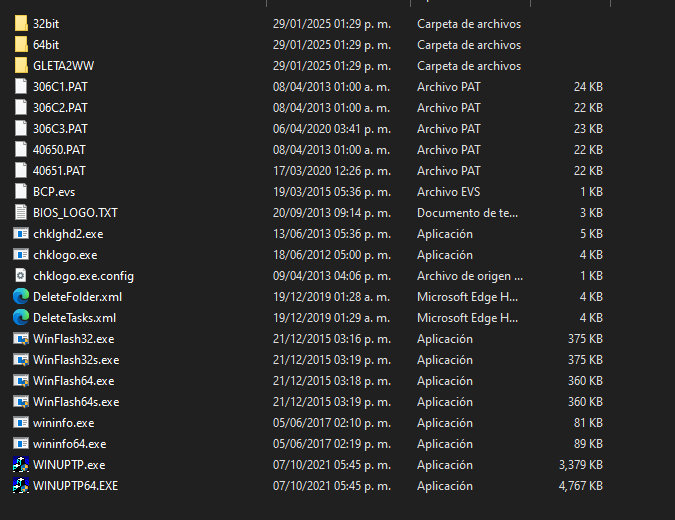 32bit 29/01/2025 01:29 p. m. Carpeta de archivos
64bit 29/01/2025 01:29 p. m. Carpeta de archivos
GLETA2WW 29/01/2025 01:29 p. m. Carpeta de archivos
306C1.PAT 08/04/2013 01:00 a. m. Archivo PAT 24 KB
306C2.PAT 08/04/2013 01:00 a. m. Archivo PAT 22 KB
306C3.PAT 06/04/2020 03:41 p. m. Archivo PAT 23 KB
40650.PAT 08/04/2013 01:00 a. m. Archivo PAT 22 KB
40651.PAT 17/03/2020 12:26 p. m. Archivo PAT 22 KB
BCP.evs 19/03/2015 05:36 p. m. Archivo EVS 1 KB
BIOS_LOGO.TXT 20/09/2013 09:14 p. m. Documento de te... 3 KB
chklghd2.exe 13/06/2013 05:36 p. m. Aplicación 5 KB
chklogo.exe 18/06/2012 05:00 p. m. Aplicación 4 KB
chklogo.exe.config 09/04/2013 04:06 p. m. Archivo de origen ... 1 KB
DeleteFolder.xml 19/12/2019 01:28 a. m. Microsoft Edge H... 4 KB
DeleteTasks.xml 19/12/2019 01:29 a. m. Microsoft Edge H... 4 KB
WinFlash32.exe 21/12/2015 03:16 p. m. Aplicación 375 KB
WinFlash32s.exe 21/12/2015 03:19 p. m. Aplicación 375 KB
WinFlash64.exe 21/12/2015 03:18 p. m. Aplicación 360 KB
WinFlash64s.exe 21/12/2015 03:19 p. m. Aplicación 360 KB
wininfo.exe 05/06/2017 02:10 p. m. Aplicación 81 KB
wininfo64.exe 05/06/2017 02:19 p. m. Aplicación 89 KB
WINUPTP.exe 07/10/2021 05:45 p. m. Aplicación 3,379 KB
WINUPTP64.EXE 07/10/2021 05:45 p. m. Aplicación 4,767 KB